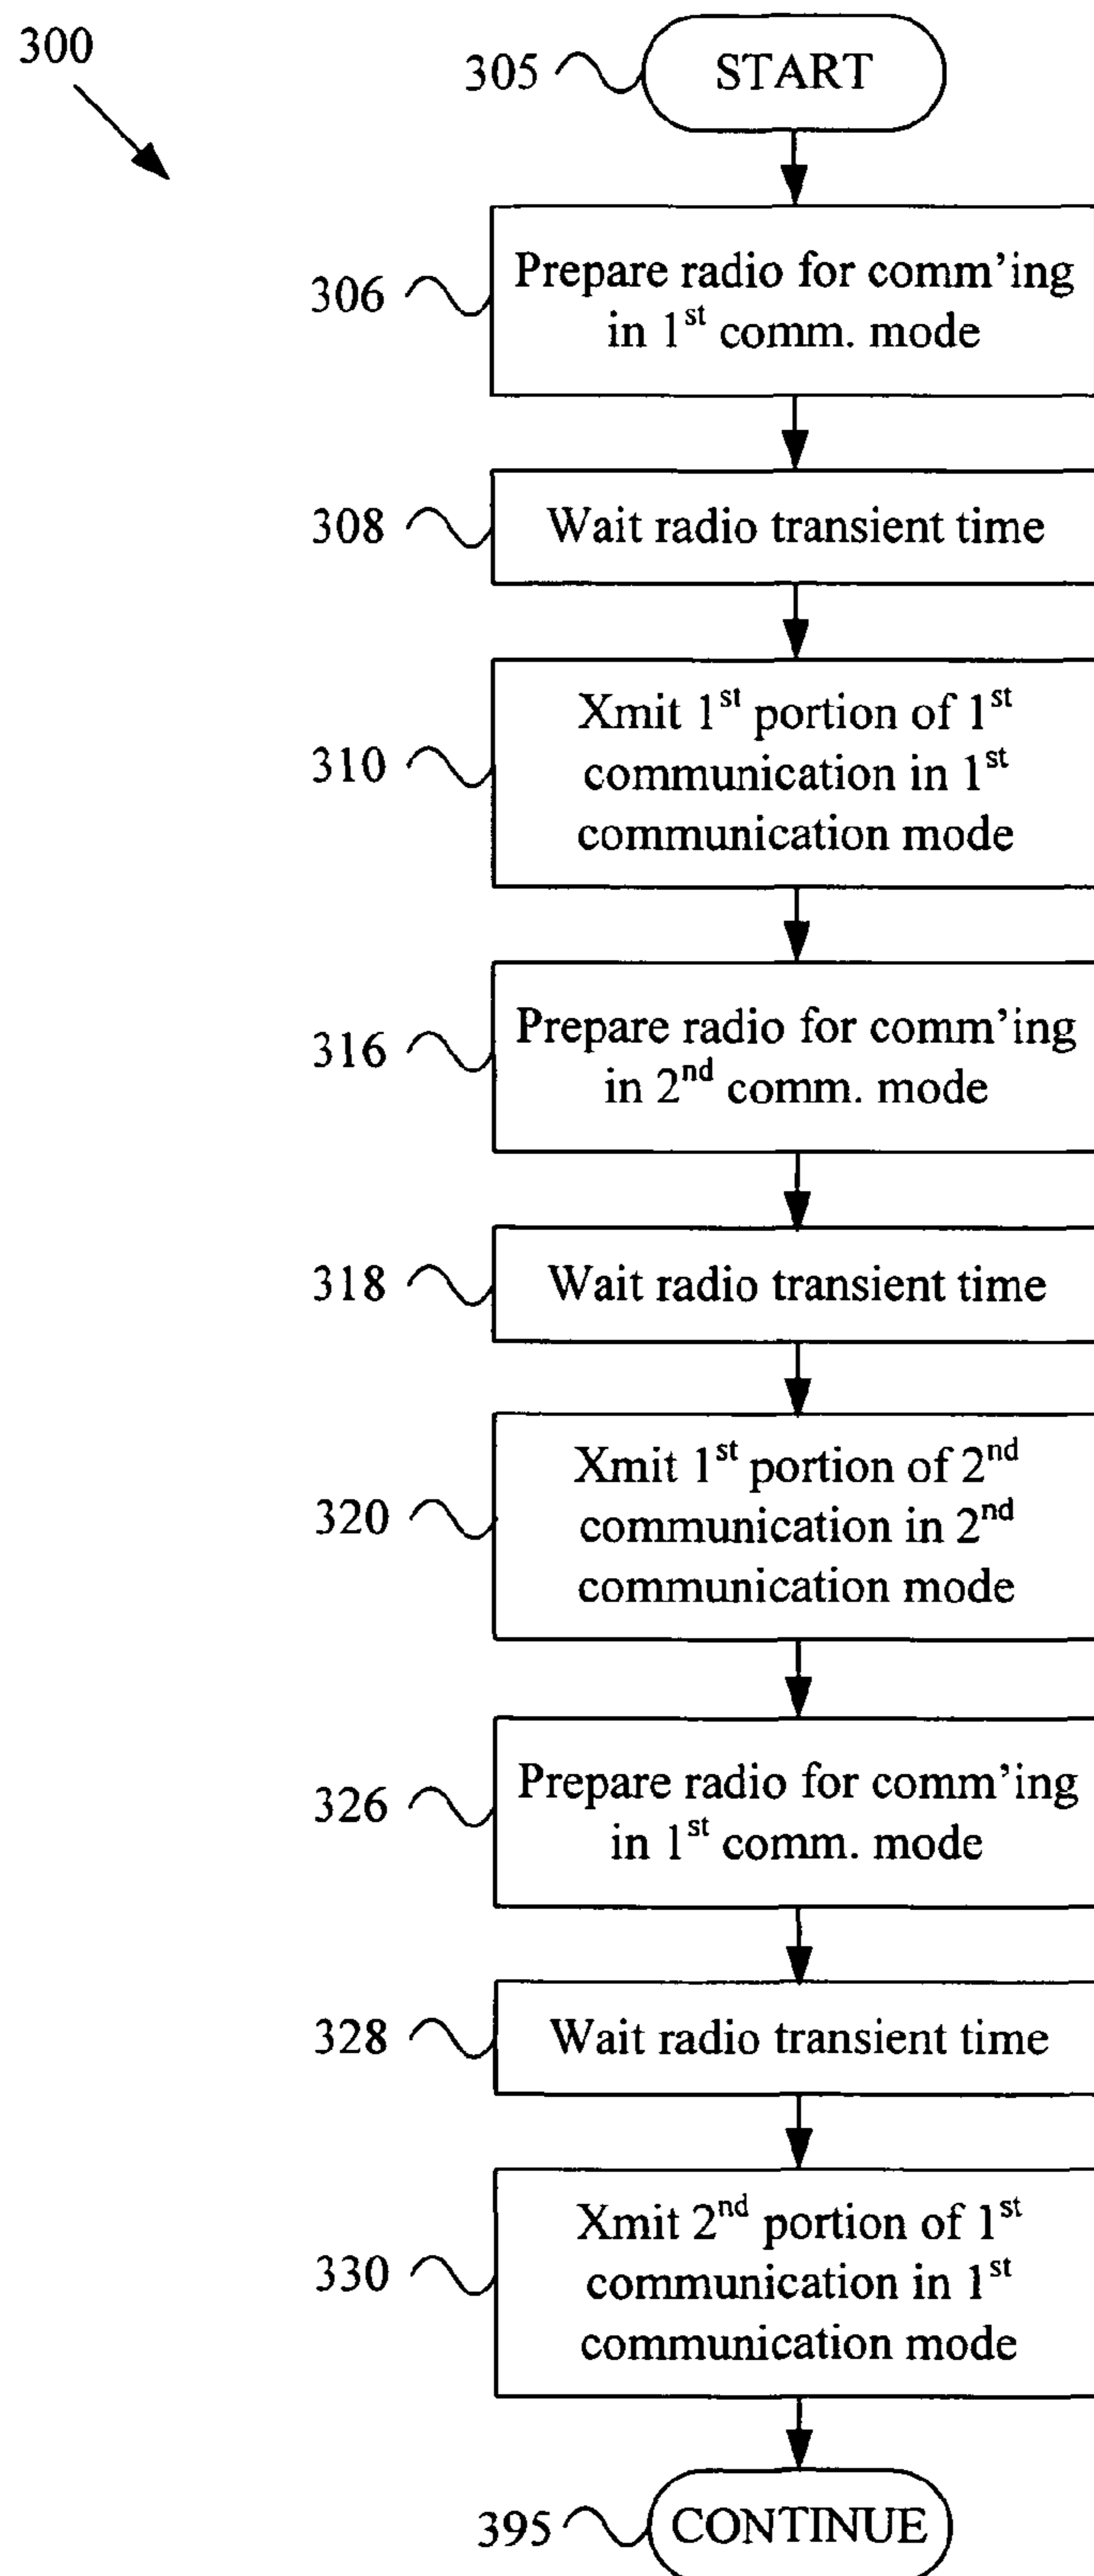 300
305 START
306 Prepare radio for comm'ing
in 1st comm. mode
308 Wait radio transient time
Xmit 1st portion of 1st
310 communication in 1st
communication mode
316 Prepare radio for comm'ing
in 2nd comm. mode
318 Wait radio transient time
Xmit 1st portion of 2nd
320 communication in 2nd
communication mode
326 Prepare radio for comm'ing
in 1st comm. mode
328 Wait radio transient time
Xmit 2nd portion of 1st
330 communication in 1st
communication mode
395 CONTINUE